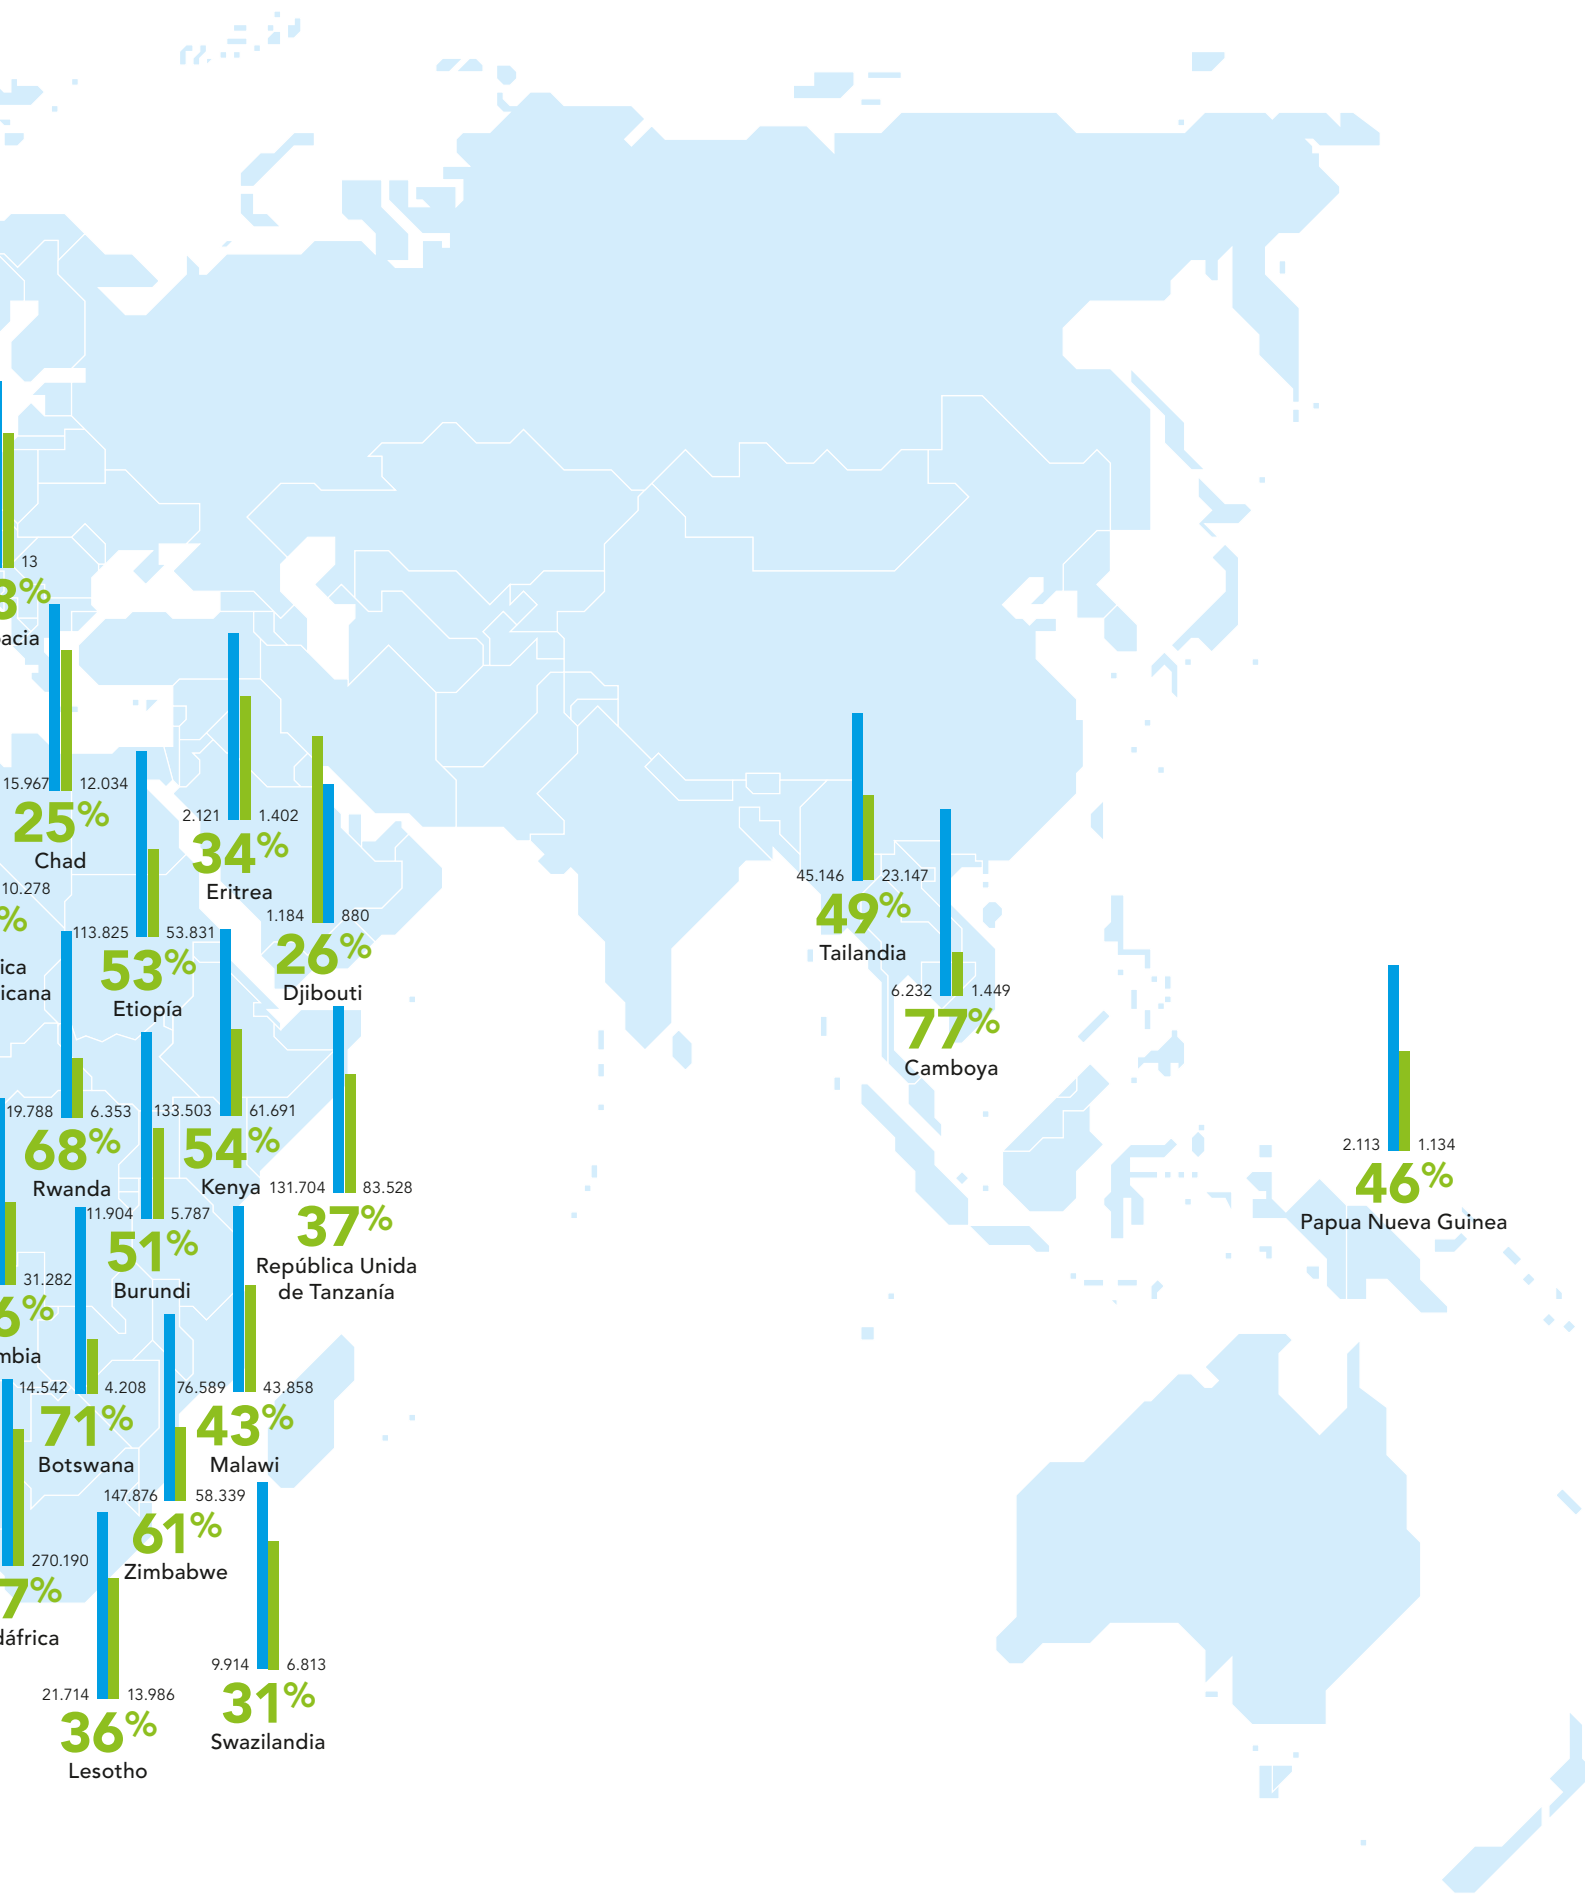 13
%
15.967 12.034
25%
Chad
2.121 1.402
34%
Eritrea
1.184 880
26%
Djibouti
10.278
%
113.825 53.831
53%
Etiopía
45.146 23.147
49%
Tailandia
6.232 1.449
77%
Camboya
19.788 6.353
68%
Rwanda
133.503 61.691
54%
Kenya
131.704 83.528
37%
República Unida
de Tanzanía
2.113 1.134
46%
Papua Nueva Guinea
11.904 5.787
51%
Burundi
31.282
6%
14.542 4.208
71%
Botswana
76.589 43.858
43%
Malawi
147.876 58.339
61%
Zimbabwe
270.190
7%
21.714 13.986
36%
Lesotho
9.914 6.813
31%
Swazilandia